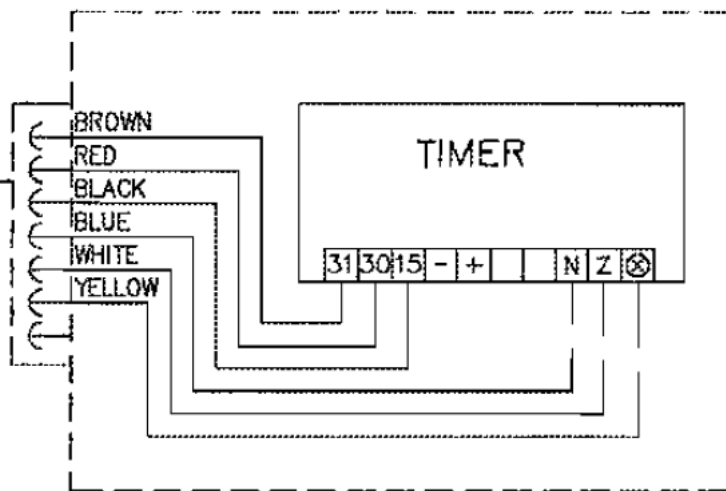 BROWN
RED
BLACK
BLUE
WHITE
YELLOW
TIMER
31 30 15 - + N Z